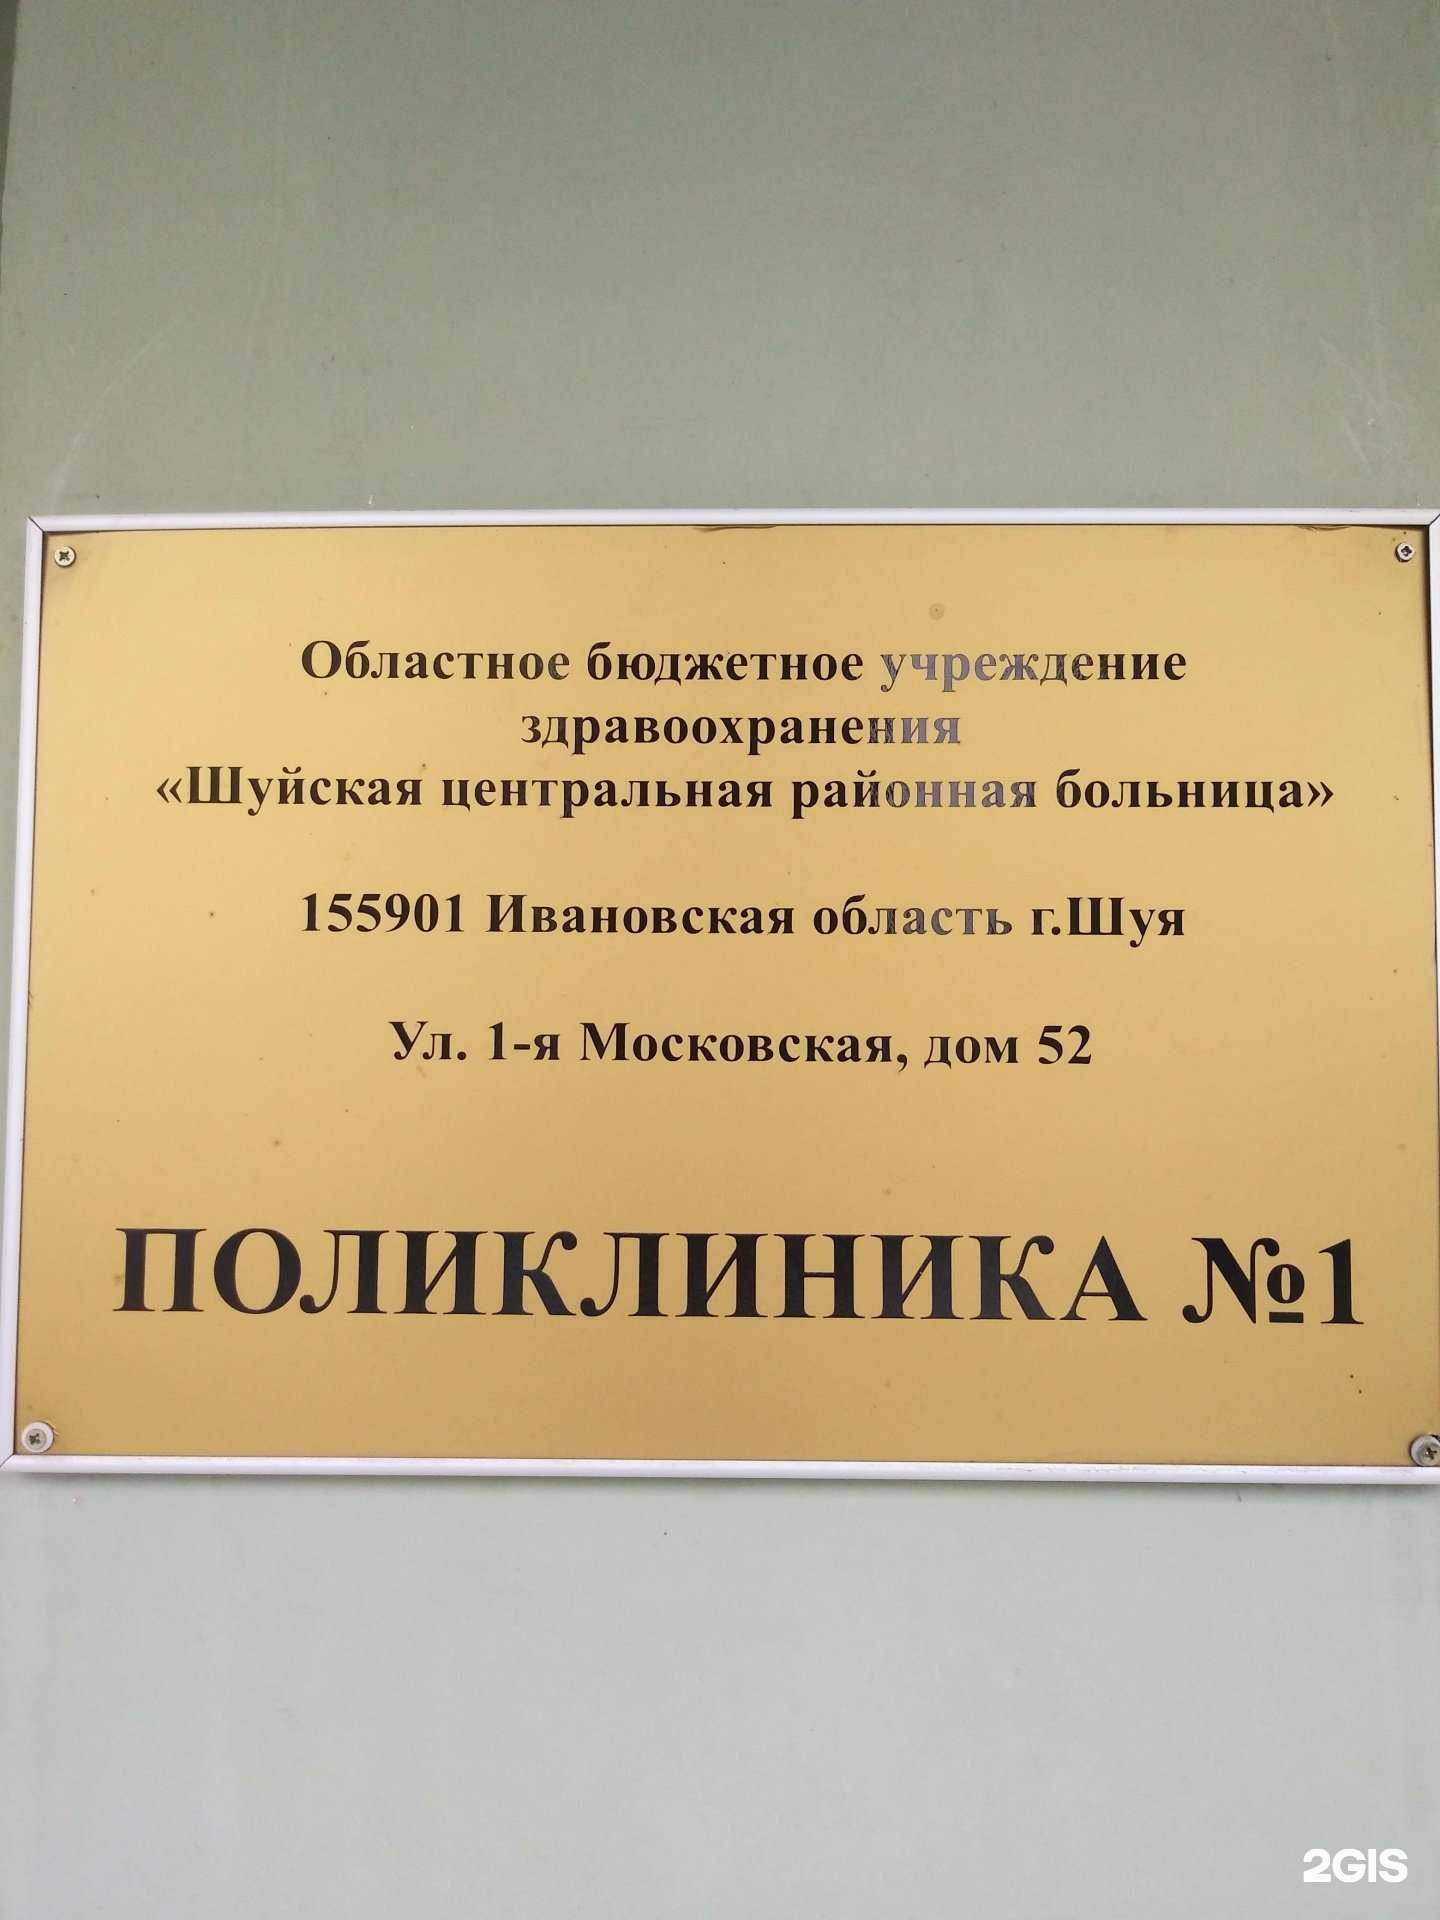 Областное бюджетное учреждение
здравоохранения
«Шуйская центральная районная больница»
155901 Ивановская область г.Шуя
Ул. 1-я Московская, дом 52
ПОЛИКЛИНИКА №1
2GIS